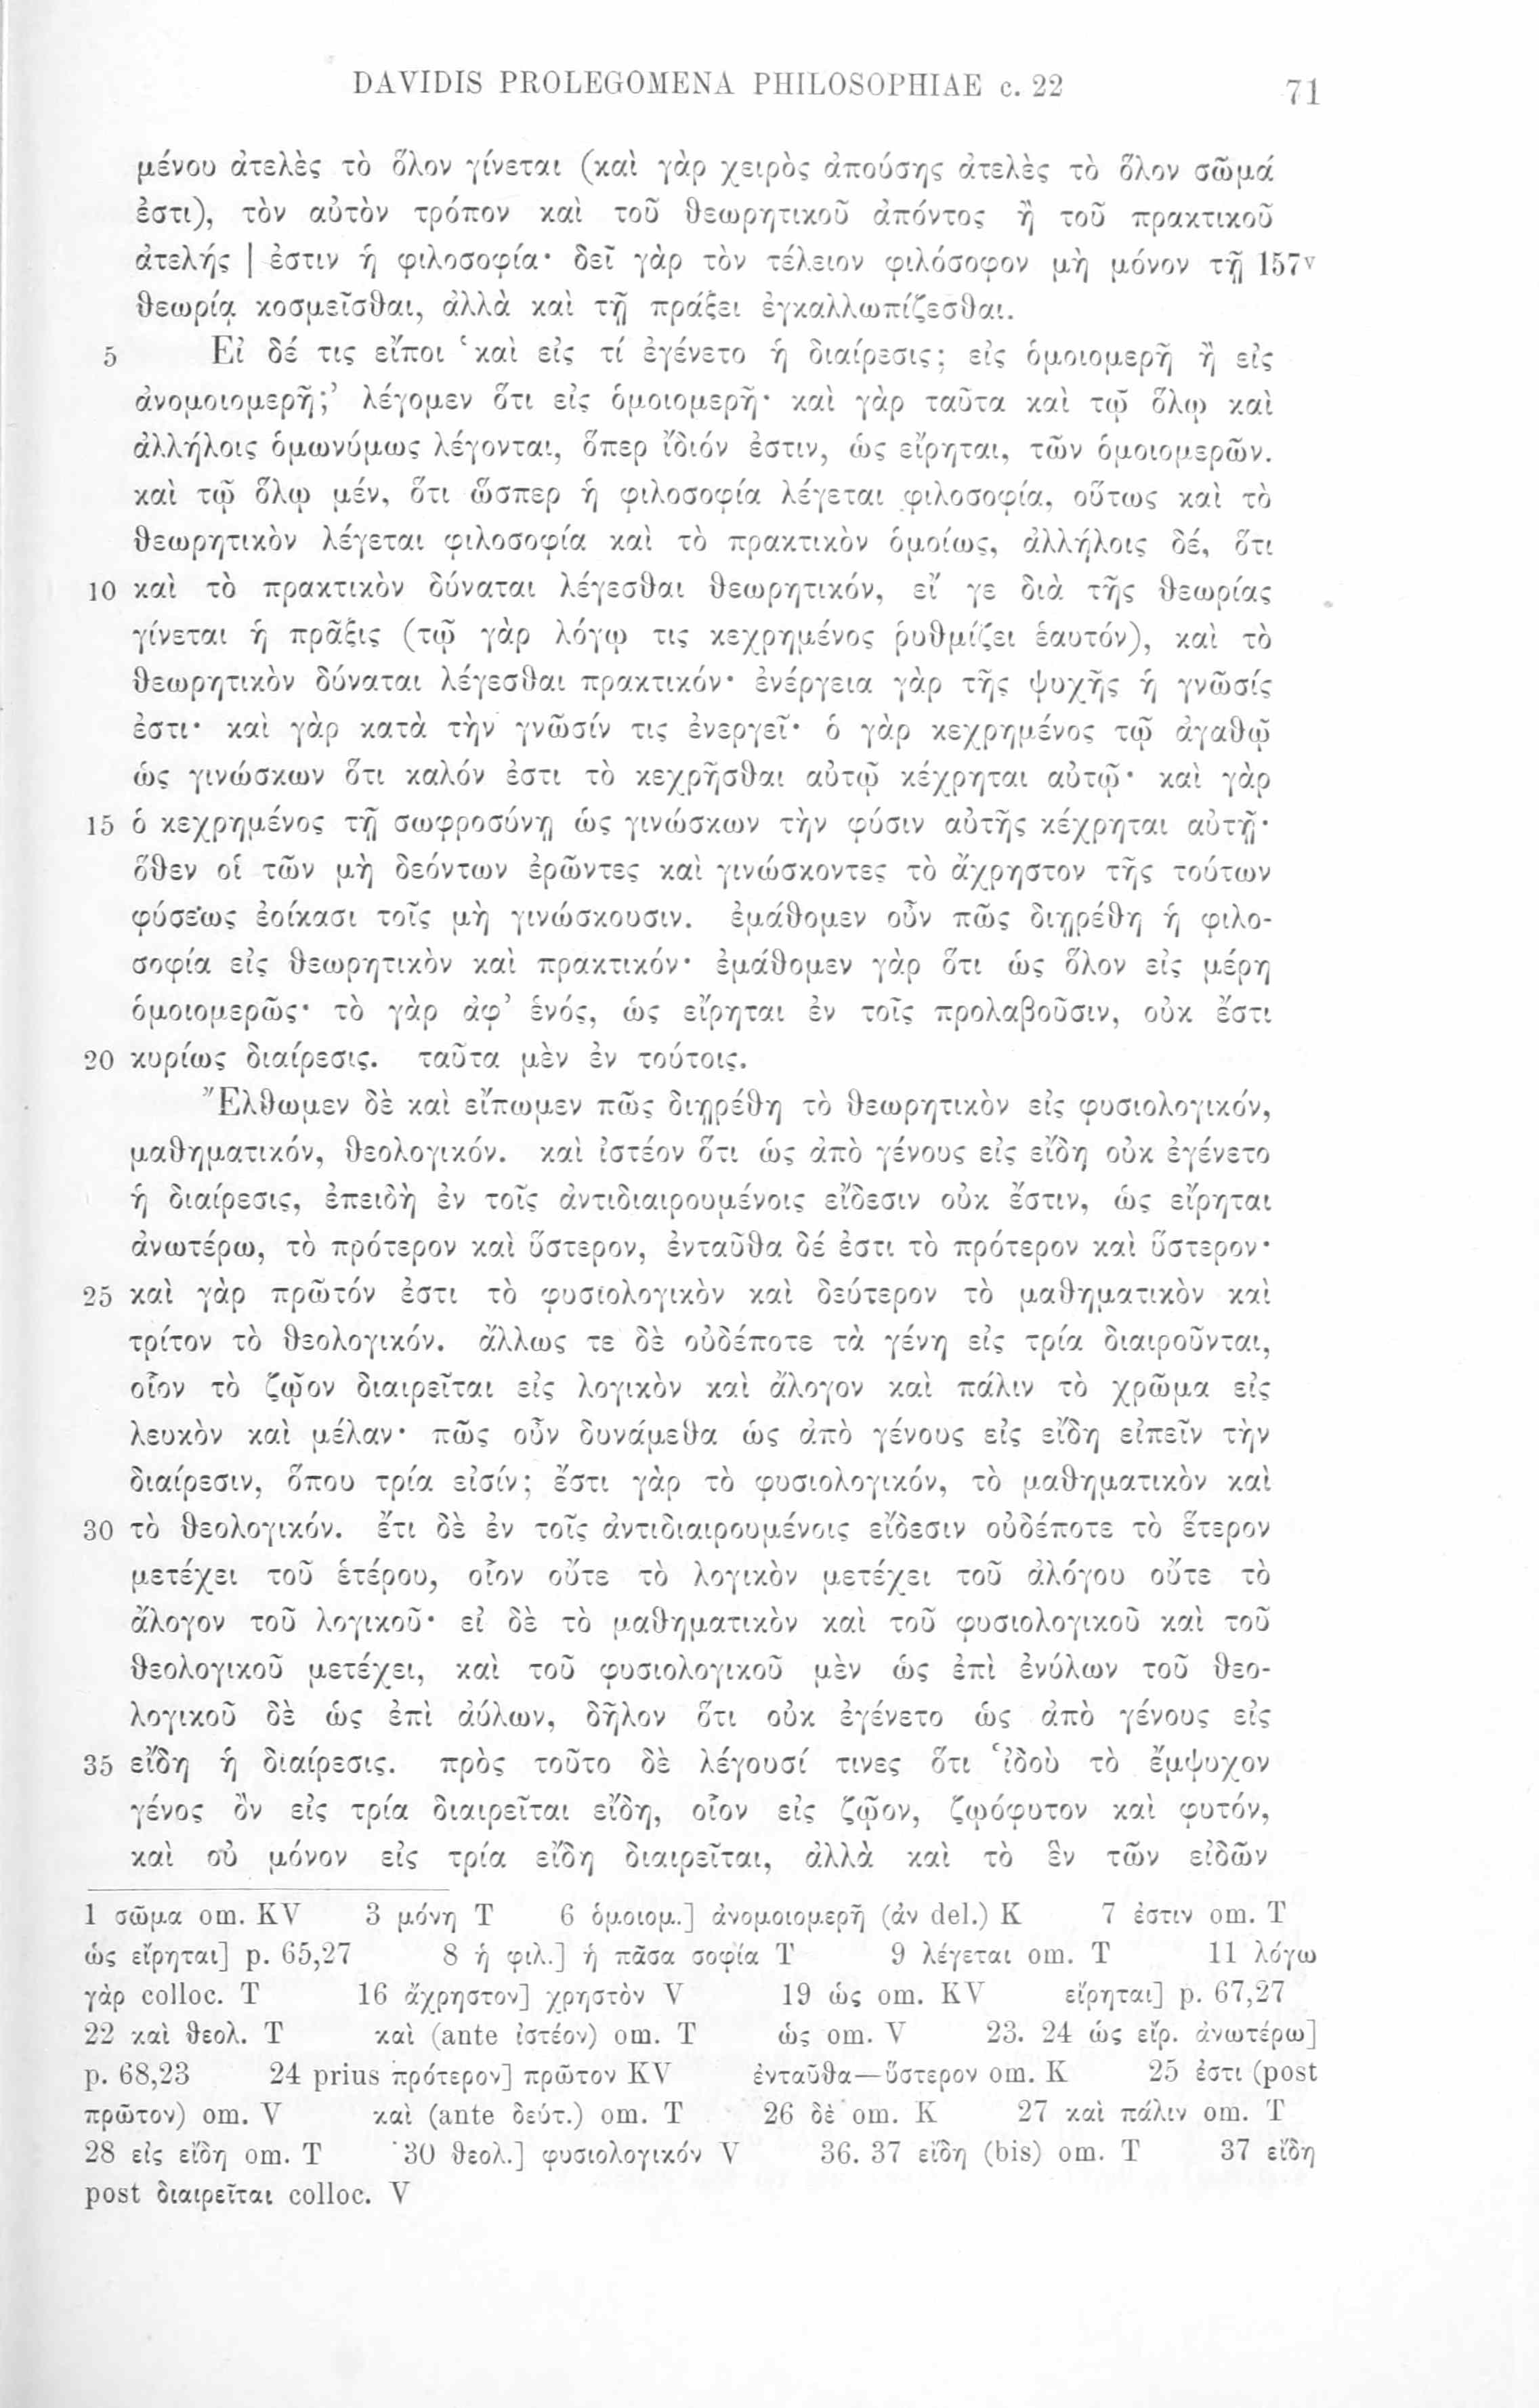 DAVIDIS PROLEGOMENA PHILOSOPHIAE c. 22 71
μένου ἀτελὲς τὸ ὅλον γίνεται (καὶ γὰρ χειρὸς ἀπούσης ἀτελὲς τὸ ὅλον σῶμά
ἐστι), τὸν αὐτὸν τρόπον καὶ τοῦ θεωρητικοῦ ἀπόντος ἢ τοῦ πρακτικοῦ
ἀτελής | ἐστιν ἡ φιλοσοφία· δεῖ γὰρ τὸν τέλειον φιλόσοφον μὴ μόνον τῇ 157v
θεωρίᾳ κοσμεῖσθαι, ἀλλὰ καὶ τῇ πράξει ἐγκαλλωπίζεσθαι.
5 Εἰ δέ τις εἴποι ‘καὶ εἰς τί ἐγένετο ἡ διαίρεσις; εἰς ὁμοιομερῆ ἢ εἰς
ἀνομοιομερῆ;’ λέγομεν ὅτι εἰς ὁμοιομερῆ· καὶ γὰρ ταῦτα καὶ τῷ ὅλῳ καὶ
ἀλλήλοις ὁμωνύμως λέγονται, ὅπερ ἴδιόν ἐστιν, ὡς εἴρηται, τῶν ὁμοιομερῶν.
καὶ τῷ ὅλῳ μέν, ὅτι ὥσπερ ἡ φιλοσοφία λέγεται φιλοσοφία, οὕτως καὶ τὸ
θεωρητικὸν λέγεται φιλοσοφία καὶ τὸ πρακτικὸν ὁμοίως, ἀλλήλοις δέ, ὅτι
10 καὶ τὸ πρακτικὸν δύναται λέγεσθαι θεωρητικόν, εἴ γε διὰ τῆς θεωρίας
γίνεται ἡ πρᾶξις (τῷ γὰρ λόγῳ τις κεχρημένος ῥυθμίζει ἑαυτόν), καὶ τὸ
θεωρητικὸν δύναται λέγεσθαι πρακτικόν· ἐνέργεια γὰρ τῆς ψυχῆς ἡ γνῶσίς
ἐστι· καὶ γὰρ κατὰ τὴν γνῶσίν τις ἐνεργεῖ· ὁ γὰρ κεχρημένος τῷ ἀγαθῷ
ὡς γινώσκων ὅτι καλόν ἐστι τὸ κεχρῆσθαι αὐτῷ κέχρηται αὐτῷ· καὶ γὰρ
15 ὁ κεχρημένος τῇ σωφροσύνῃ ὡς γινώσκων τὴν φύσιν αὐτῆς κέχρηται αὐτῇ·
ὅθεν οἱ τῶν μὴ δεόντων ἐρῶντες καὶ γινώσκοντες τὸ ἄχρηστον τῆς τούτων
φύσεως ἐοίκασι τοῖς μὴ γινώσκουσιν. ἐμάθομεν οὖν πῶς διῃρέθη ἡ φιλο-
σοφία εἰς θεωρητικὸν καὶ πρακτικόν· ἐμάθομεν γὰρ ὅτι ὡς ὅλον εἰς μέρη
ὁμοιομερῶς· τὸ γὰρ ἀφ’ ἑνός, ὡς εἴρηται ἐν τοῖς προλαβοῦσιν, οὐκ ἔστι
20 κυρίως διαίρεσις. ταῦτα μὲν ἐν τούτοις.
Ἔλθωμεν δὲ καὶ εἴπωμεν πῶς διῃρέθη τὸ θεωρητικὸν εἰς φυσιολογικόν,
μαθηματικόν, θεολογικόν. καὶ ἰστέον ὅτι ὡς ἀπὸ γένους εἰς εἴδη οὐκ ἐγένετο
ἡ διαίρεσις, ἐπειδὴ ἐν τοῖς ἀντιδιαιρουμένοις εἴδεσιν οὐκ ἔστιν, ὡς εἴρηται
ἀνωτέρω, τὸ πρότερον καὶ ὕστερον, ἐνταῦθα δέ ἐστι τὸ πρότερον καὶ ὕστερον·
25 καὶ γὰρ πρῶτόν ἐστι τὸ φυσιολογικὸν καὶ δεύτερον τὸ μαθηματικὸν καὶ
τρίτον τὸ θεολογικόν. ἄλλως τε δὲ οὐδέποτε τὰ γένη εἰς τρία διαιροῦνται,
οἷον τὸ ζῷον διαιρεῖται εἰς λογικὸν καὶ ἄλογον καὶ πάλιν τὸ χρῶμα εἰς
λευκὸν καὶ μέλαν· πῶς οὖν δυνάμεθα ὡς ἀπὸ γένους εἰς εἴδη εἰπεῖν τὴν
διαίρεσιν, ὅπου τρία εἰσίν; ἔστι γὰρ τὸ φυσιολογικόν, τὸ μαθηματικὸν καὶ
30 τὸ θεολογικόν. ἔτι δὲ ἐν τοῖς ἀντιδιαιρουμένοις εἴδεσιν οὐδέποτε τὸ ἕτερον
μετέχει τοῦ ἑτέρου, οἷον οὔτε τὸ λογικὸν μετέχει τοῦ ἀλόγου οὔτε τὸ
ἄλογον τοῦ λογικοῦ· εἰ δὲ τὸ μαθηματικὸν καὶ τοῦ φυσιολογικοῦ καὶ τοῦ
θεολογικοῦ μετέχει, καὶ τοῦ φυσιολογικοῦ μὲν ὡς ἐπὶ ἐνύλων τοῦ θεο-
λογικοῦ δὲ ὡς ἐπὶ ἀύλων, δῆλον ὅτι οὐκ ἐγένετο ὡς ἀπὸ γένους εἰς
35 εἴδη ἡ διαίρεσις. πρὸς τοῦτο δὲ λέγουσί τινες ὅτι ‘ἰδοὺ τὸ ἔμψυχον
γένος ὂν εἰς τρία διαιρεῖται εἴδη, οἷον εἰς ζῷον, ζῳόφυτον καὶ φυτόν,
καὶ οὐ μόνον εἰς τρία εἴδη διαιρεῖται, ἀλλὰ καὶ τὸ ἓν τῶν εἰδῶν
1 σῶμα om. KV 3 μόνῃ T 6 ὁμοιομ.] ἀνομοιομερῆ (ἀν del.) K 7 ἐστιν om. T
ὡς εἴρηται] p. 65,27 8 ἡ φιλ.] ἡ πᾶσα σοφία T 9 λέγεται om. T 11 λόγω
γὰρ colloc. T 16 ἄχρηστον] χρηστὸν V 19 ὡς om. KV εἴρηται] p. 67,27
22 καὶ θεολ. T καὶ (ante ἰστέον) om. T ὡς om. V 23. 24 ὡς εἴρ. ἀνωτέρω]
p. 68,23 24 prius πρότερον] πρῶτον KV ἐνταῦθα—ὕστερον om. K 25 ἐστι (post
πρῶτον) om. V καὶ (ante δεύτ.) om. T 26 δὲ om. K 27 καὶ πάλιν om. T
28 εἰς εἴδη om. T 30 θεολ.] φυσιολογικόν V 36. 37 εἴδη (bis) om. T 37 εἴδη
post διαιρεῖται colloc. V